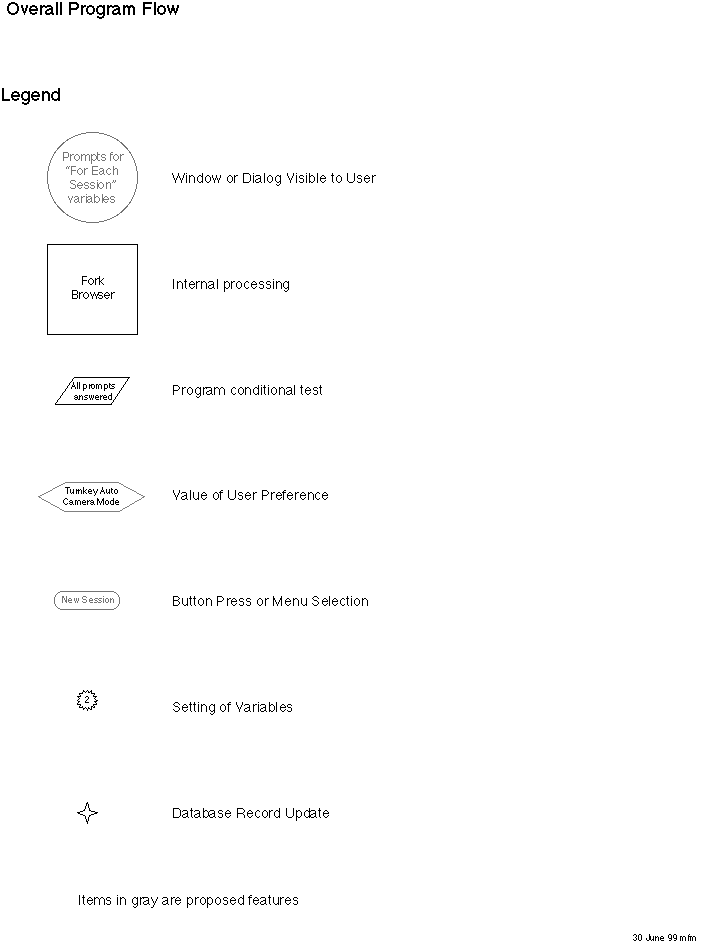 Overall Program Flow
Legend
Prompts for
“For Each
Session”
variables
Window or Dialog Visible to User
Fork
Browser
Internal processing
All prompts
answered
Program conditional test
Turnkey Auto
Camera Mode
Value of User Preference
New Session
Button Press or Menu Selection
2
Setting of Variables
Database Record Update
Items in gray are proposed features
30 June 99 mfm